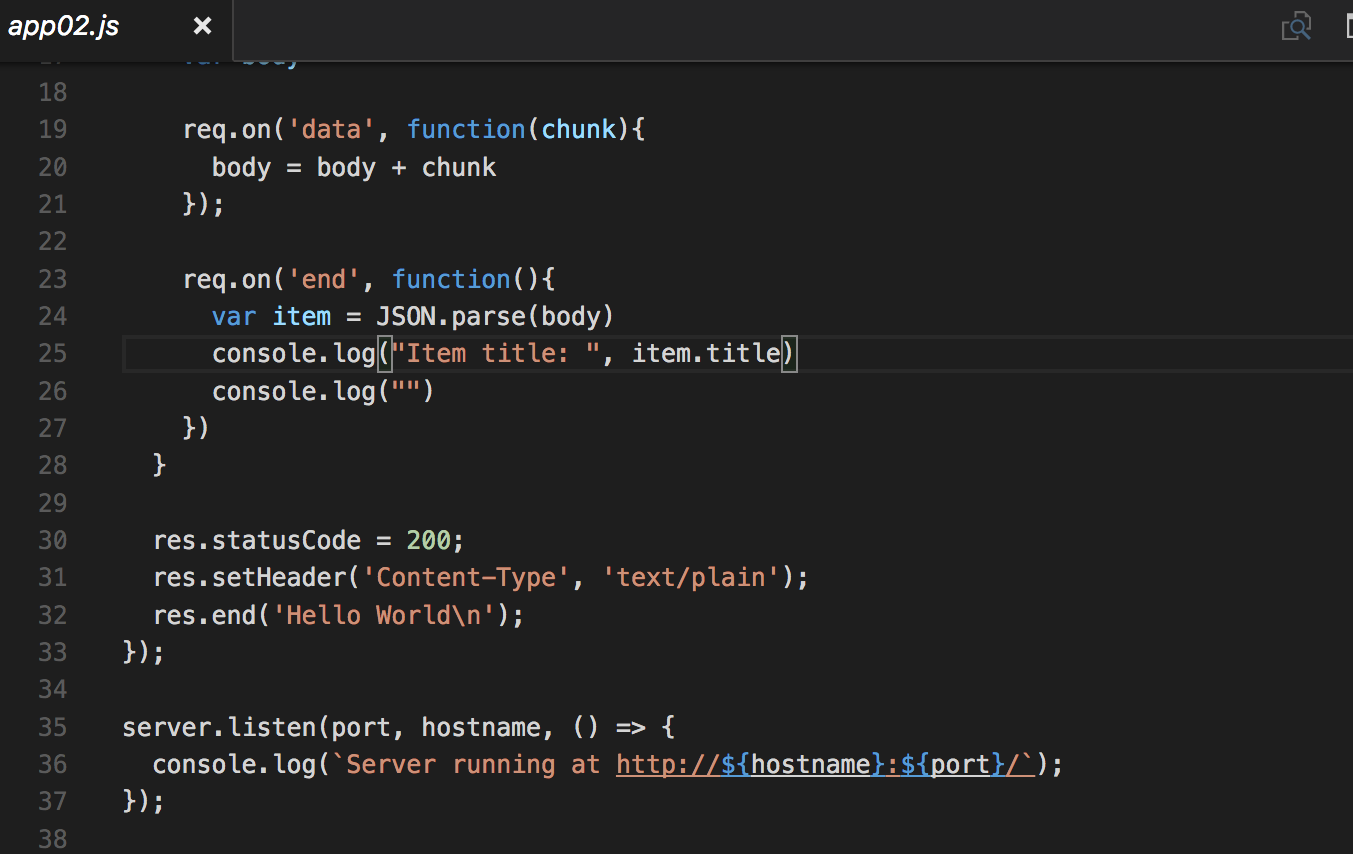 app02.js ×
17 var body
18
19 req.on('data', function(chunk){
20 body = body + chunk
21 });
22
23 req.on('end', function(){
24 var item = JSON.parse(body)
25 console.log("Item title: ", item.title)
26 console.log("")
27 })
28 }
29
30 res.statusCode = 200;
31 res.setHeader('Content-Type', 'text/plain');
32 res.end('Hello World\n');
33 });
34
35 server.listen(port, hostname, () => {
36 console.log(`Server running at http://${hostname}:${port}/`);
37 });
38